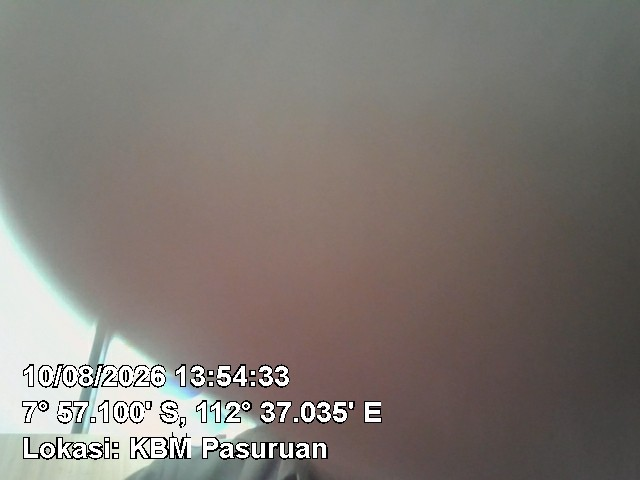 10/08/2026 13:54:33
7° 57.100' S, 112° 37.035' E
Lokasi: KBM Pasuruan